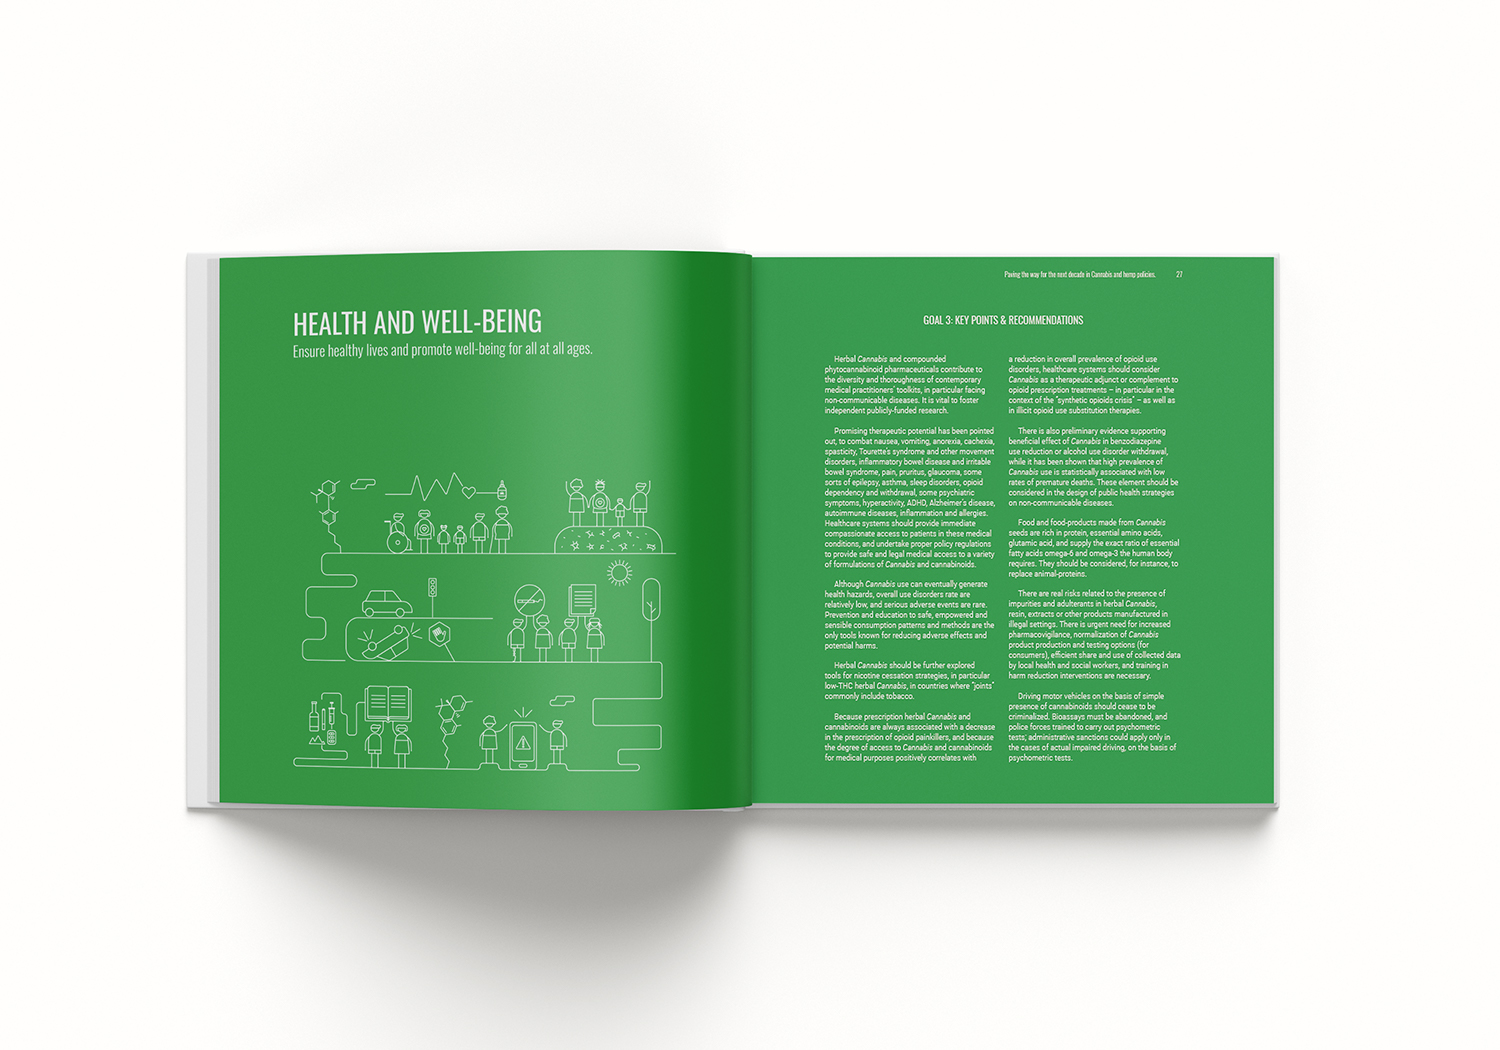 HEALTH AND WELL-BEING
Ensure healthy lives and promote well-being for all at all ages.
Paving the way for the next decade in Cannabis and hemp policies. 27
GOAL 3: KEY POINTS & RECOMMENDATIONS
Herbal Cannabis and compounded
phytocannabinoid pharmaceuticals contribute to
the diversity and thoroughness of contemporary
medical practitioners' toolkits, in particular facing
non-communicable diseases. It is vital to foster
independent publicly-funded research.
Promising therapeutic potential has been pointed
out, to combat nausea, vomiting, anorexia, cachexia,
spasticity, Tourette's syndrome and other movement
disorders, inflammatory bowel disease and irritable
bowel syndrome, pain, pruritus, glaucoma, some
sorts of epilepsy, asthma, sleep disorders, opioid
dependency and withdrawal, some psychiatric
symptoms, hyperactivity, ADHD, Alzheimer's disease,
autoimmune diseases, inflammation and allergies.
Healthcare systems should provide immediate
compassionate access to patients in these medical
conditions, and undertake proper policy regulations
to provide safe and legal medical access to a variety
of formulations of Cannabis and cannabinoids.
Although Cannabis use can eventually generate
health hazards, overall use disorders rate are
relatively low, and serious adverse events are rare.
Prevention and education to safe, empowered and
sensible consumption patterns and methods are the
only tools known for reducing adverse effects and
potential harms.
Herbal Cannabis should be further explored
tools for nicotine cessation strategies, in particular
low-THC herbal Cannabis, in countries where "joints"
commonly include tobacco.
Because prescription herbal Cannabis and
cannabinoids are always associated with a decrease
in the prescription of opioid painkillers, and because
the degree of access to Cannabis and cannabinoids
for medical purposes positively correlates with
a reduction in overall prevalence of opioid use
disorders, healthcare systems should consider
Cannabis as a therapeutic adjunct or complement to
opioid prescription treatments – in particular in the
context of the "synthetic opioids crisis" – as well as
in illicit opioid use substitution therapies.
There is also preliminary evidence supporting
beneficial effect of Cannabis in benzodiazepine
use reduction or alcohol use disorder withdrawal,
while it has been shown that high prevalence of
Cannabis use is statistically associated with low
rates of premature deaths. These element should be
considered in the design of public health strategies
on non-communicable diseases.
Food and food-products made from Cannabis
seeds are rich in protein, essential amino acids,
glutamic acid, and supply the exact ratio of essential
fatty acids omega-6 and omega-3 the human body
requires. They should be considered, for instance, to
replace animal-proteins.
There are real risks related to the presence of
impurities and adulterants in herbal Cannabis,
resin, extracts or other products manufactured in
illegal settings. There is urgent need for increased
pharmacovigilance, normalization of Cannabis
product production and testing options (for
consumers), efficient share and use of collected data
by local health and social workers, and training in
harm reduction interventions are necessary.
Driving motor vehicles on the basis of simple
presence of cannabinoids should cease to be
criminalized. Bioassays must be abandoned, and
police forces trained to carry out psychometric
tests; administrative sanctions could apply only in
the cases of actual impaired driving, on the basis of
psychometric tests.